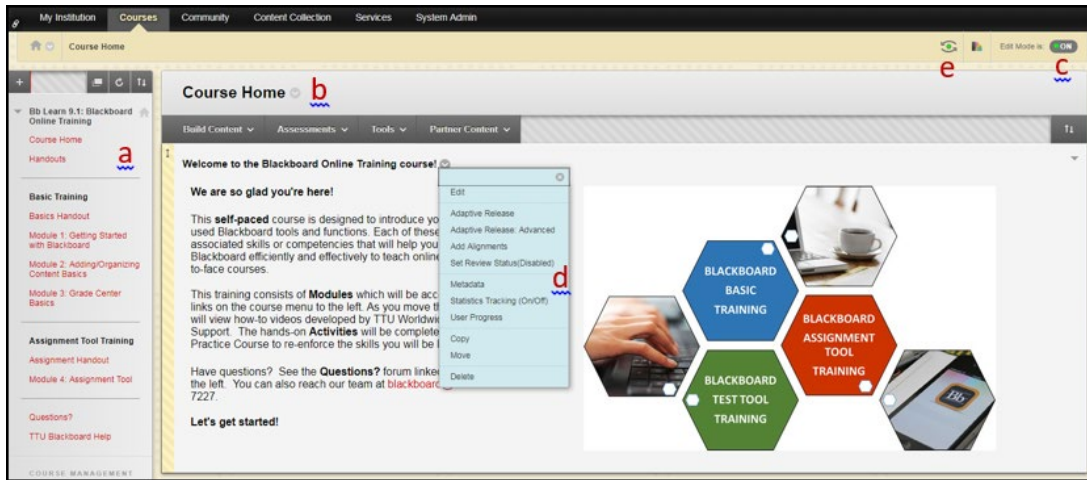 My Institution Courses Community Content Collection Services System Admin
Course Home
Edit Mode is: ON
e
c
Course Home b
Build Content Assessments Tools Partner Content
Bb Learn 9.1: Blackboard
Online Training
Course Home
Handouts
a
Basic Training
Basics Handout
Module 1: Getting Started
with Blackboard
Module 2: Adding/Organizing
Content Basics
Module 3: Grade Center
Basics
Assignment Tool Training
Assignment Handout
Module 4: Assignment Tool
Questions?
TTU Blackboard Help
COURSE MANAGEMENT
Welcome to the Blackboard Online Training course!
We are so glad you're here!
This self-paced course is designed to introduce yo
used Blackboard tools and functions. Each of these
associated skills or competencies that will help you
Blackboard efficiently and effectively to teach online
to-face courses.
This training consists of Modules which will be acc
links on the course menu to the left. As you move th
will view how-to videos developed by TTU Worldwi
Support. The hands-on Activities will be complete
Practice Course to re-enforce the skills you will be
Have questions? See the Questions? forum linke
the left. You can also reach our team at blackboard
7227.
Let's get started!
Edit
Adaptive Release
Adaptive Release: Advanced
Add Alignments
Set Review Status(Disabled)
d
Metadata
Statistics Tracking (On/Off)
User Progress
Copy
Move
Delete
BLACKBOARD
BASIC
TRAINING
BLACKBOARD
ASSIGNMENT
TOOL
TRAINING
BLACKBOARD
TEST TOOL
TRAINING
Bb